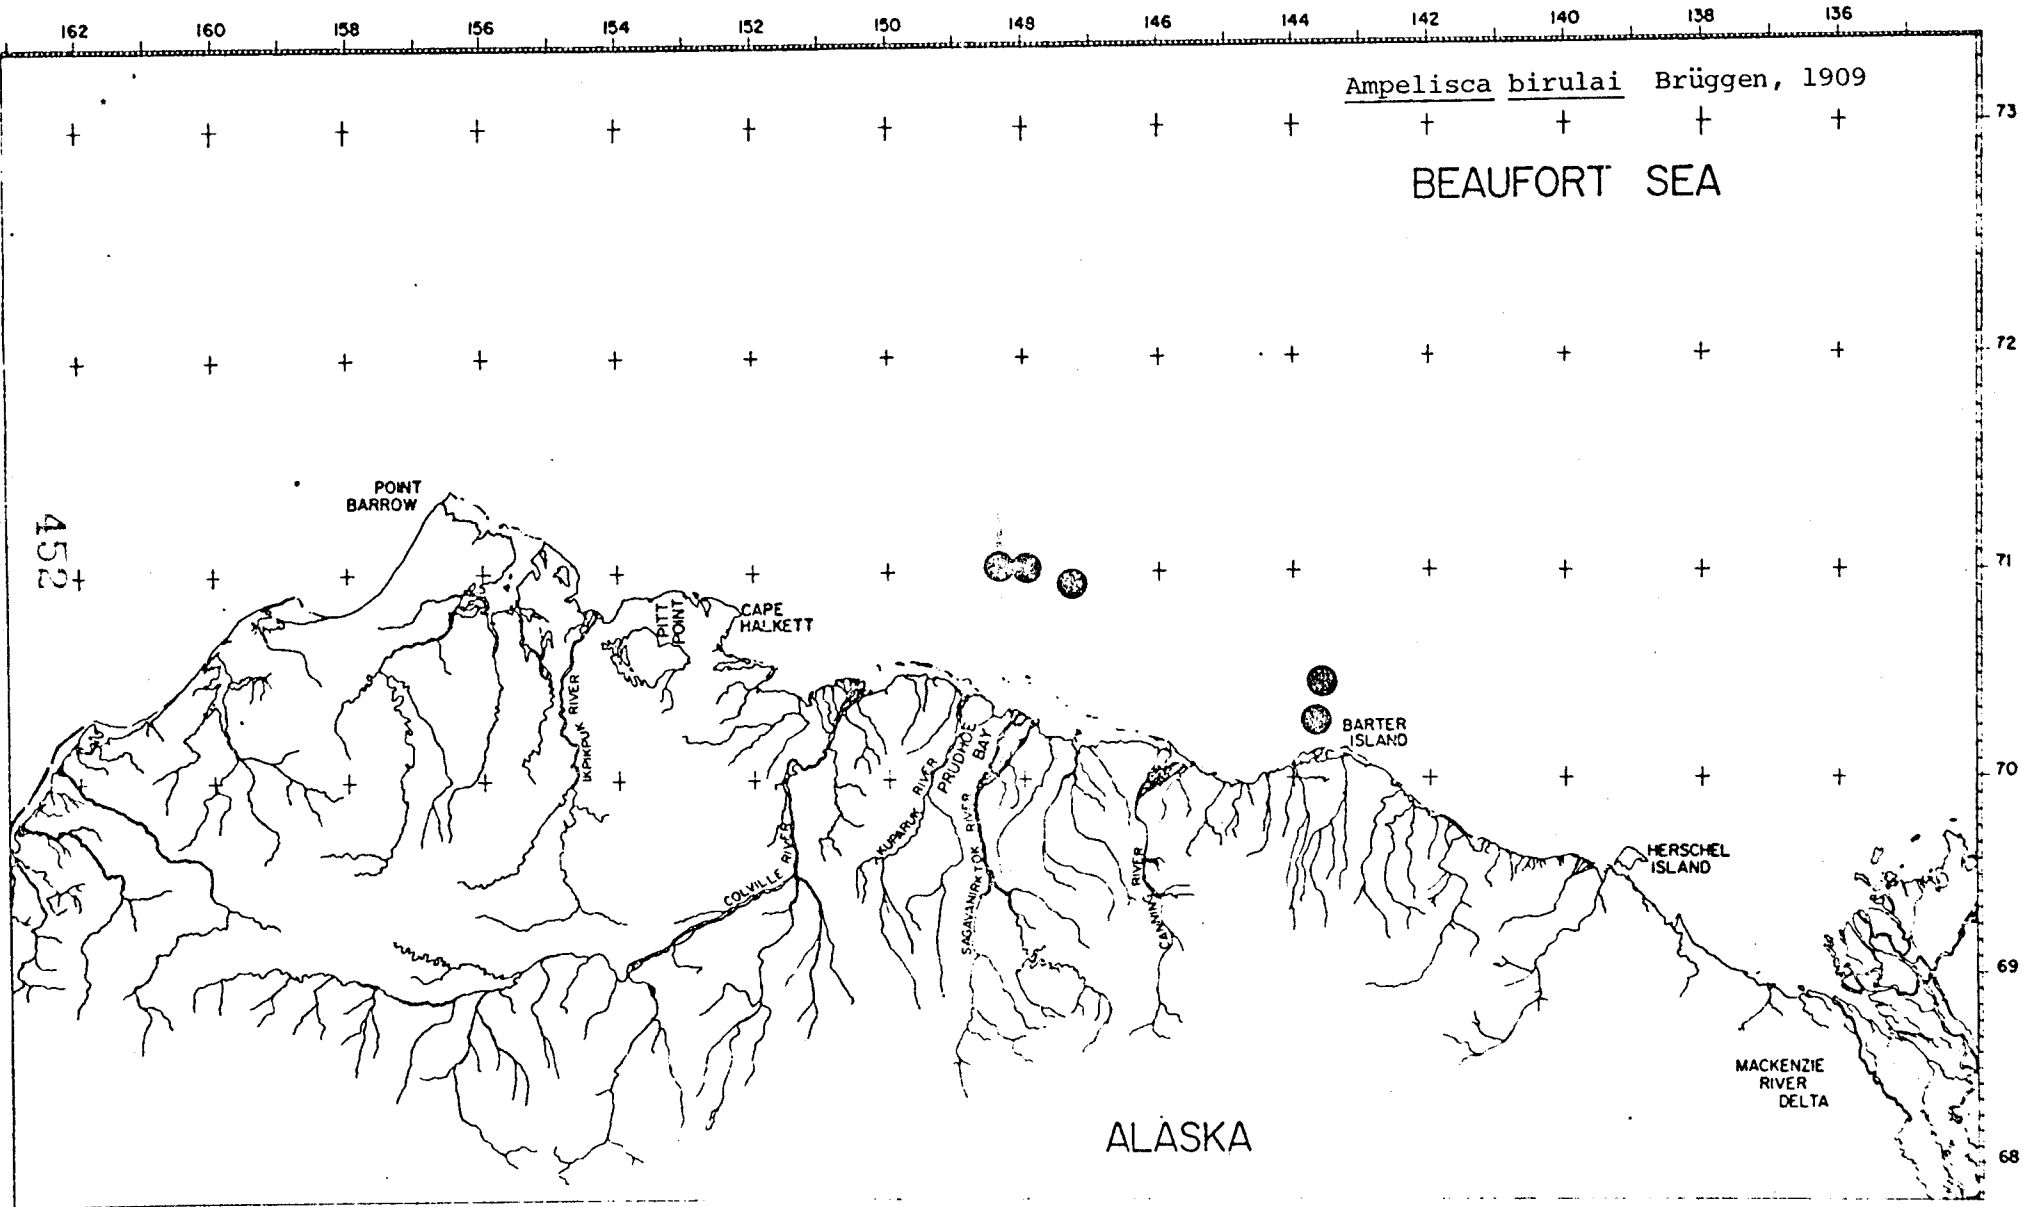 162 160 158 156 154 152 150 148 146 144 142 140 138 136
Ampelisca birulai Brüggen, 1909
73
BEAUFORT SEA
72
POINT
BARROW
452
71
PITT
POINT
CAPE
HALKETT
IKPIKPUK RIVER
BARTER
ISLAND
PRUDHOE
BAY
70
KUPARUK RIVER
SAGAVANIRKTOK RIVER
COLVILLE RIVER
CANNING RIVER
HERSCHEL
ISLAND
69
MACKENZIE
RIVER
DELTA
ALASKA
68